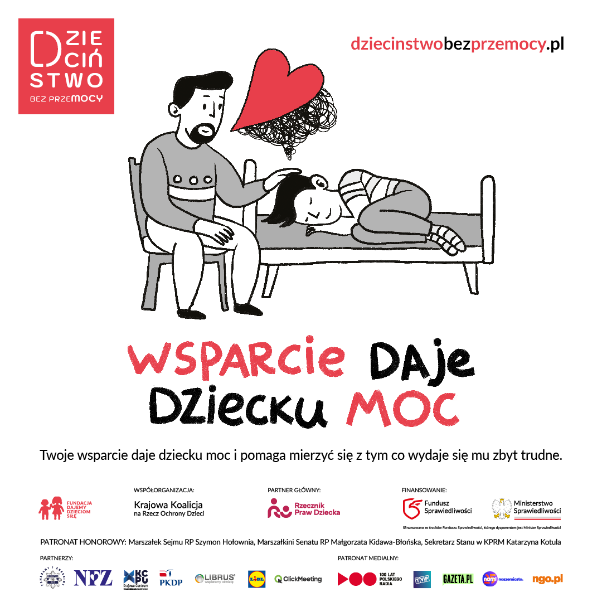 DZIE
CIŃ
STWO
BEZ PRZEMOCY
dziecinstwobezprzemocy.pl
WSPARCIE DAJE
DZIECKU MOC
Twoje wsparcie daje dziecku moc i pomaga mierzyć się z tym co wydaje się mu zbyt trudne.
WSPÓŁORGANIZACJA:
PARTNER GŁÓWNY:
FINANSOWANIE:
FUNDACJA
DAJEMY
DZIECIOM
SIŁĘ
Krajowa Koalicja
na Rzecz Ochrony Dzieci
Rzecznik
Praw Dziecka
Fundusz
Sprawiedliwości
Ministerstwo
Sprawiedliwości
PATRONAT HONOROWY: Marszałek Sejmu RP Szymon Hołownia, Marszałkini Senatu RP Małgorzata Kidawa-Błońska, Sekretarz Stanu w KPRM Katarzyna Kotula
PARTNERZY:
PATRONAT MEDIALNY:
NFZ
KCPU
PKDP
LIBRUS
LIDL
ClickMeeting
100 LAT
POLSKIEGO
RADIA
GAZETA.PL
ngo.pl